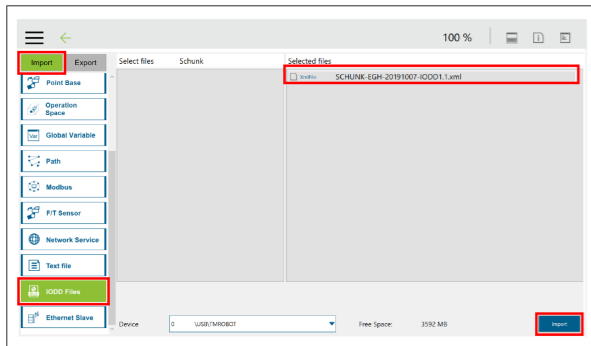 100 %
Import Export Select files Schunk Selected files
XmlFile SCHUNK-EGH-20191007-IODD1.1.xml
Point Base
Operation
Space
Var Global Variable
Path
Modbus
F/T Sensor
Network Service
Text file
IODD Files
Ethernet Slave
Device 0 \USB\TMROBOT Free Space: 3592 MB Import